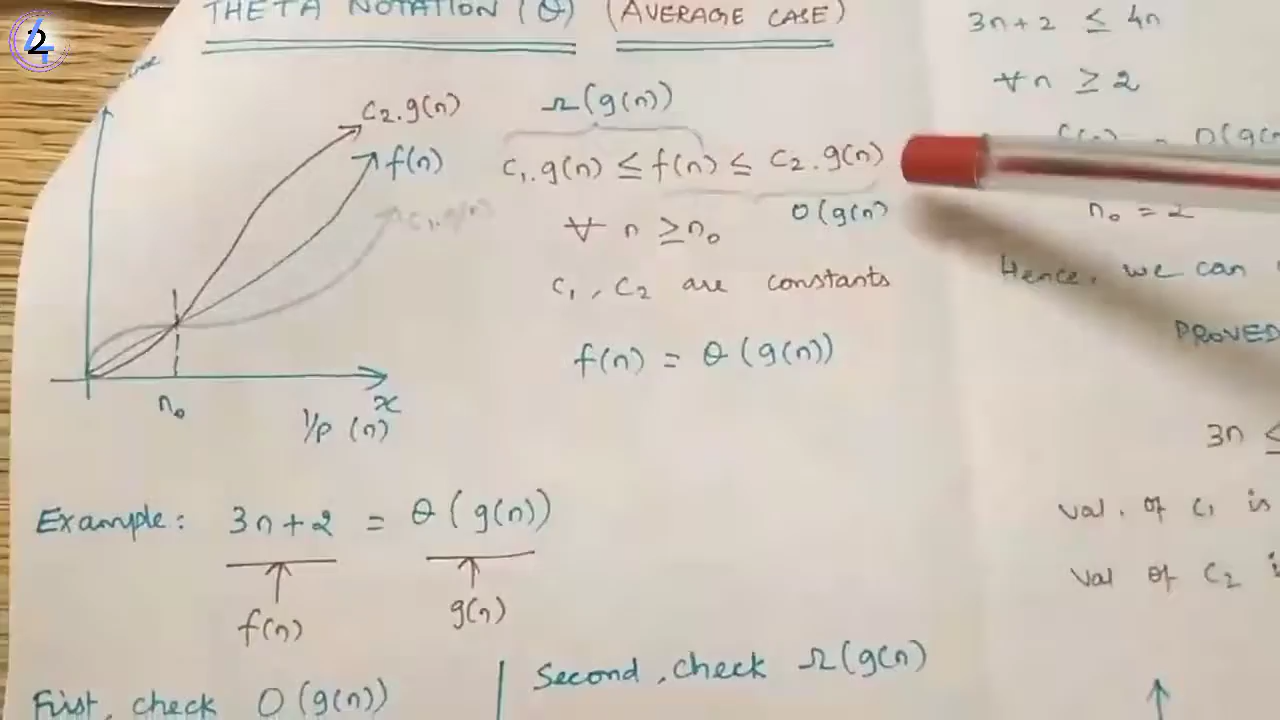 THETA NOTATION (θ) (AVERAGE CASE)
c2.g(n)
f(n)
c1.g(n)
n₀
x
I/P (n)
Ω(g(n))
c1.g(n) ≤ f(n) ≤ c2.g(n)
O(g(n)
∀ n ≥ n₀
c1, c2 are constants
f(n) = θ(g(n))
Example: 3n+2 = θ(g(n))
f(n)
g(n)
First, check O(g(n))
Second, check Ω(g(n)
3n+2 ≤ 4n
∀n ≥ 2
n₀ = 2
Hence, we can
PROVED
3n ≤
val. of c1 is
val of c2